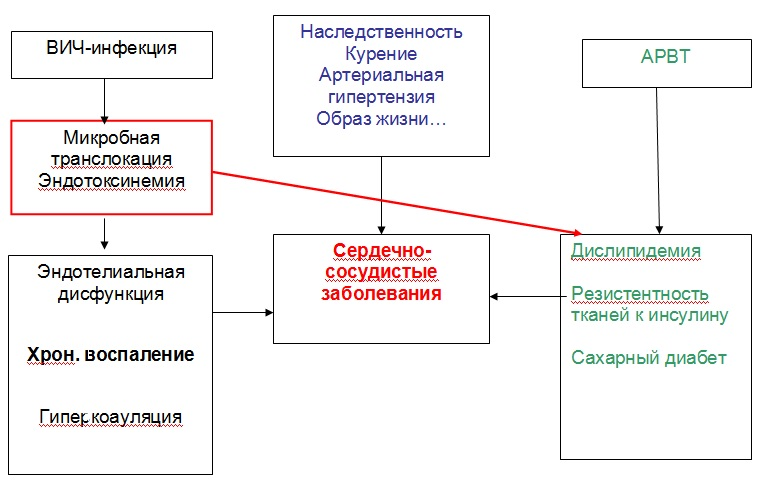 ВИЧ-инфекция
Микробная
транслокация
Эндотоксинемия
Эндотелиальная
дисфункция
Хрон. воспаление
Гиперкоауляция
Наследственность
Курение
Артериальная
гипертензия
Образ жизни…
Сердечно-
сосудистые
заболевания
АРВТ
Дислипидемия
Резистентность
тканей к инсулину
Сахарный диабет